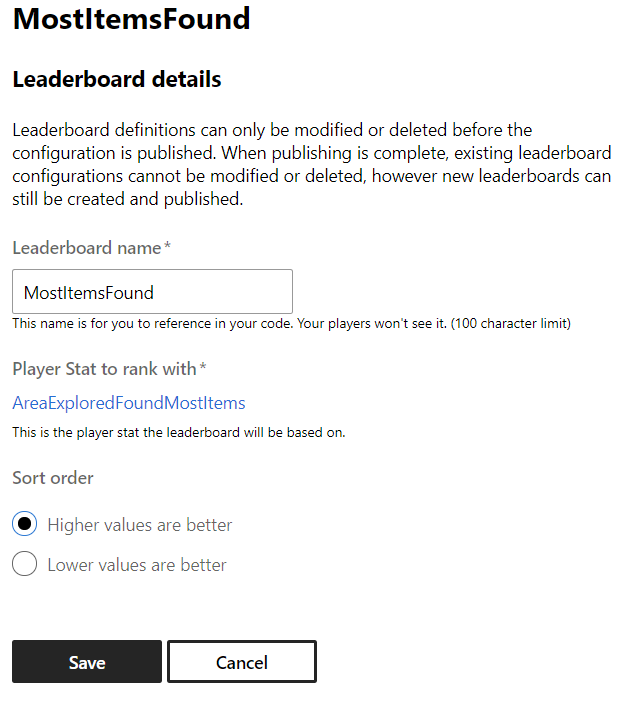 MostItemsFound
Leaderboard details
Leaderboard definitions can only be modified or deleted before the
configuration is published. When publishing is complete, existing leaderboard
configurations cannot be modified or deleted, however new leaderboards can
still be created and published.
Leaderboard name*
MostItemsFound
This name is for you to reference in your code. Your players won't see it. (100 character limit)
Player Stat to rank with*
AreaExploredFoundMostItems
This is the player stat the leaderboard will be based on.
Sort order
Higher values are better
Lower values are better
Save
Cancel